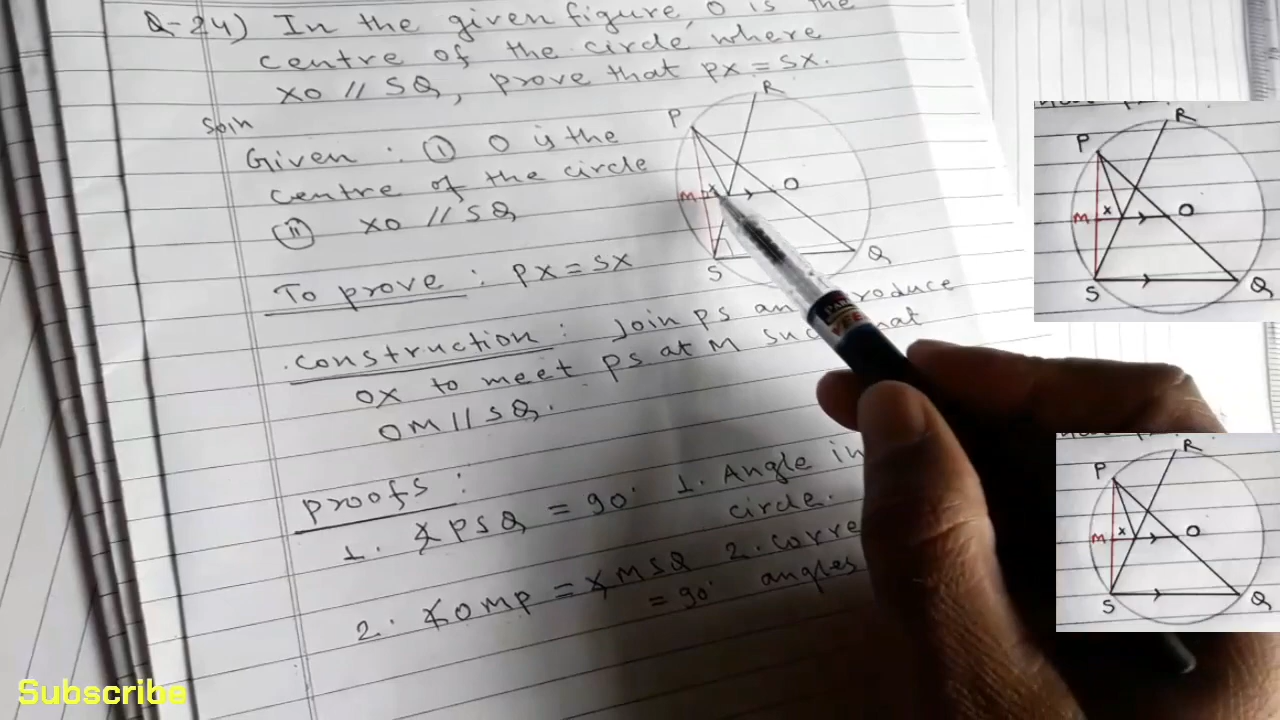 Q-24) In the given figure, O is the
centre of the circle where
XO // SQ, prove that PX = SX.
Soln
Given : (i) O is the
centre of the circle
(ii) XO // SQ
To prove : PX = SX
Construction : Join PS and produce
OX to meet PS at M such that
OM // SQ.
Proofs :
1. ∠PSQ = 90° 1. Angle in
circle.
2. ∠OMP = ∠MSQ 2. Corre
= 90° angles
P R
M X O
S Q
P R
M X O
S Q
P R
M X O
S Q
Subscribe